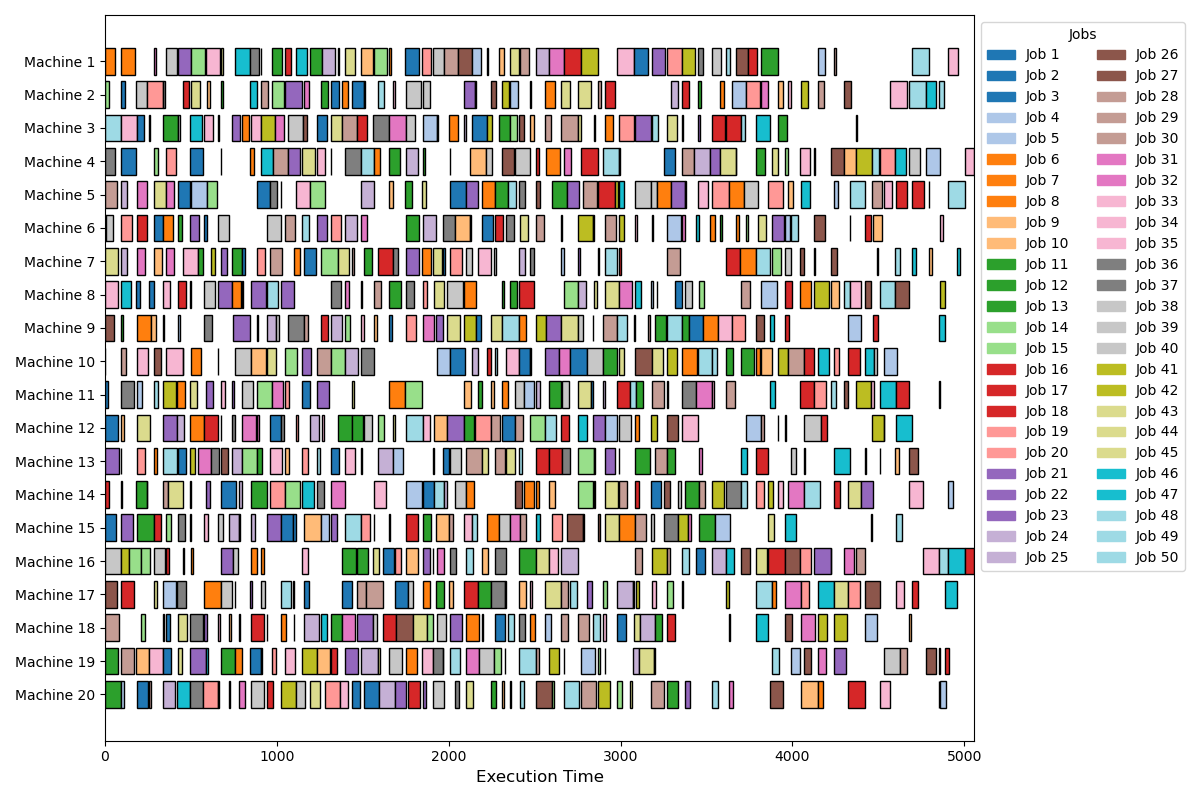 Machine 1
Machine 2
Machine 3
Machine 4
Machine 5
Machine 6
Machine 7
Machine 8
Machine 9
Machine 10
Machine 11
Machine 12
Machine 13
Machine 14
Machine 15
Machine 16
Machine 17
Machine 18
Machine 19
Machine 20
0 1000 2000 3000 4000 5000
Execution Time
Jobs
Job 1 Job 26
Job 2 Job 27
Job 3 Job 28
Job 4 Job 29
Job 5 Job 30
Job 6 Job 31
Job 7 Job 32
Job 8 Job 33
Job 9 Job 34
Job 10 Job 35
Job 11 Job 36
Job 12 Job 37
Job 13 Job 38
Job 14 Job 39
Job 15 Job 40
Job 16 Job 41
Job 17 Job 42
Job 18 Job 43
Job 19 Job 44
Job 20 Job 45
Job 21 Job 46
Job 22 Job 47
Job 23 Job 48
Job 24 Job 49
Job 25 Job 50